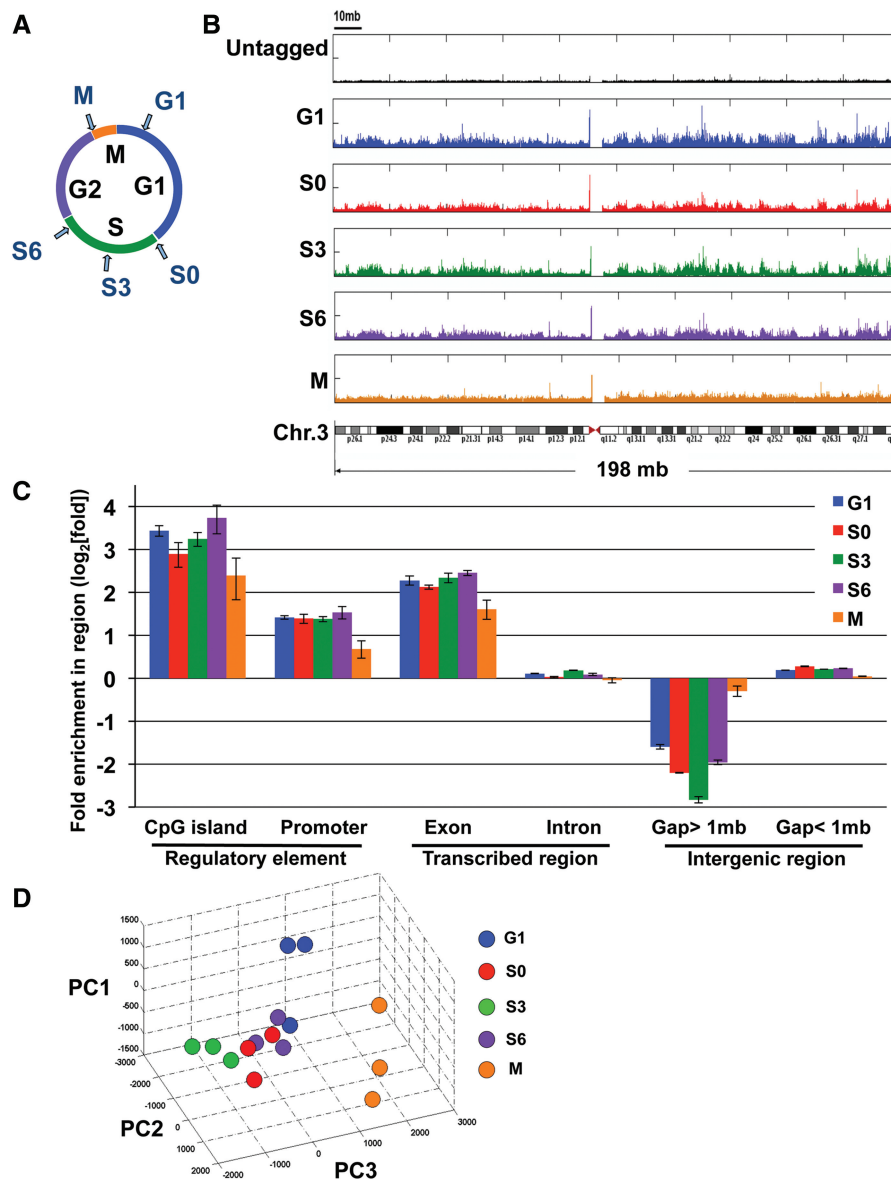 A
M
G1
M
G2
G1
S
S6
S3
S0
B
10mb
Untagged
G1
S0
S3
S6
M
Chr.3
p26.1 p24.3 p24.1 p22.2 p21.31 p14.3 p14.1 p12.3 p12.1 q11.2 q13.11 q13.31 q21.2 q22.2 q24 q25.2 q26.1 q26.31 q27.1
198 mb
C
Fold enrichment in region (log2[fold])
4
3
2
1
0
-1
-2
-3
G1
S0
S3
S6
M
CpG island Promoter Exon Intron Gap> 1mb Gap< 1mb
Regulatory element Transcribed region Intergenic region
D
PC1
1500
1000
500
0
-500
-1000
-1500
-3000
-2000
-1000
0
1000
2000
PC2
-2000
-1000
0
1000
2000
3000
PC3
G1
S0
S3
S6
M